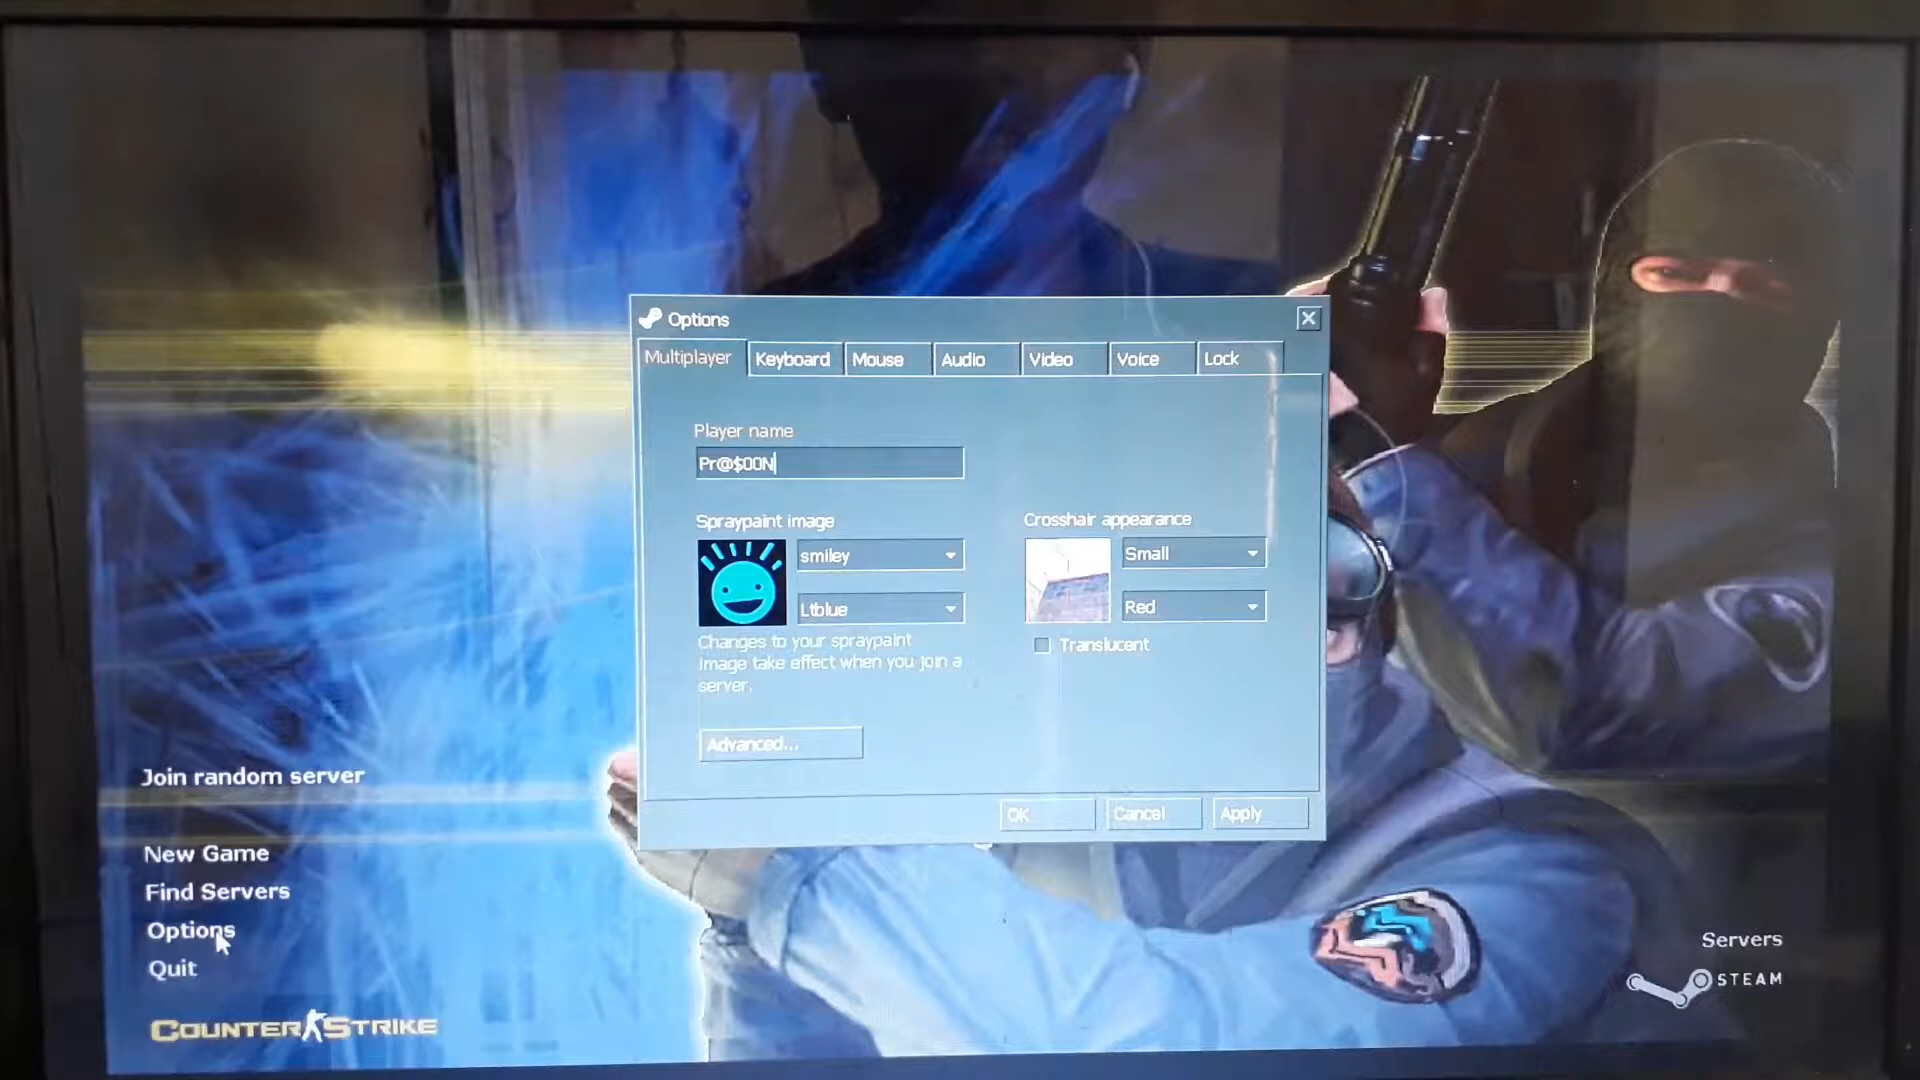 Options
Multiplayer Keyboard Mouse Audio Video Voice Lock
Player name
Pr@$00N
Spraypaint image
smiley
Ltblue
Changes to your spraypaint
image take effect when you join a
server.
Advanced...
Crosshair appearance
Small
Red
Translucent
OK Cancel Apply
Join random server
New Game
Find Servers
Options
Quit
COUNTER STRIKE
Servers
STEAM